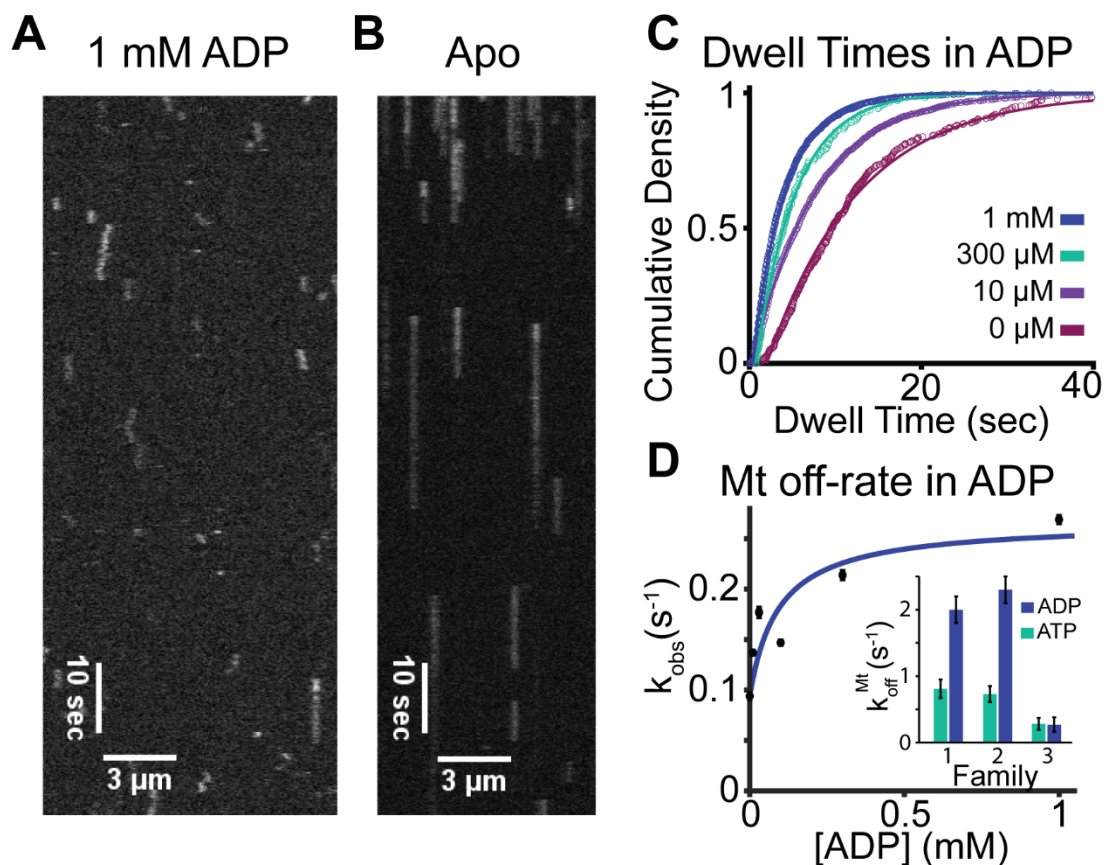 A
1 mM ADP
10 sec
3 µm
B
Apo
10 sec
3 µm
C
Dwell Times in ADP
Cumulative Density
1
0.5
0
1 mM
300 µM
10 µM
0 µM
0
20
40
Dwell Time (sec)
D
Mt off-rate in ADP
k_obs(s⁻¹)
0.2
0.1
0
0
0.5
1
[ADP] (mM)
k_off^Mt (s⁻¹)
2
1
0
ADP
ATP
1 2 3
Family